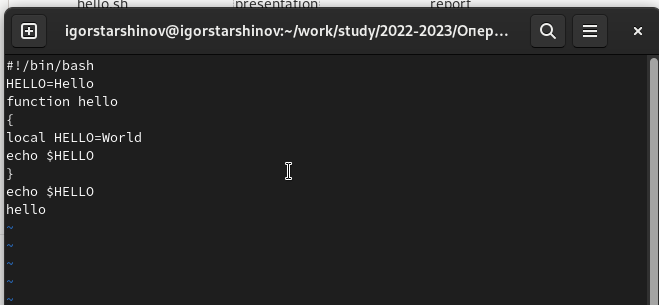 hello.sh presentation report
igorstarshinov@igorstarshinov:~/work/study/2022-2023/Опер...
#!/bin/bash
HELLO=Hello
function hello
{
local HELLO=World
echo $HELLO
}
echo $HELLO
hello
~
~
~
~
~